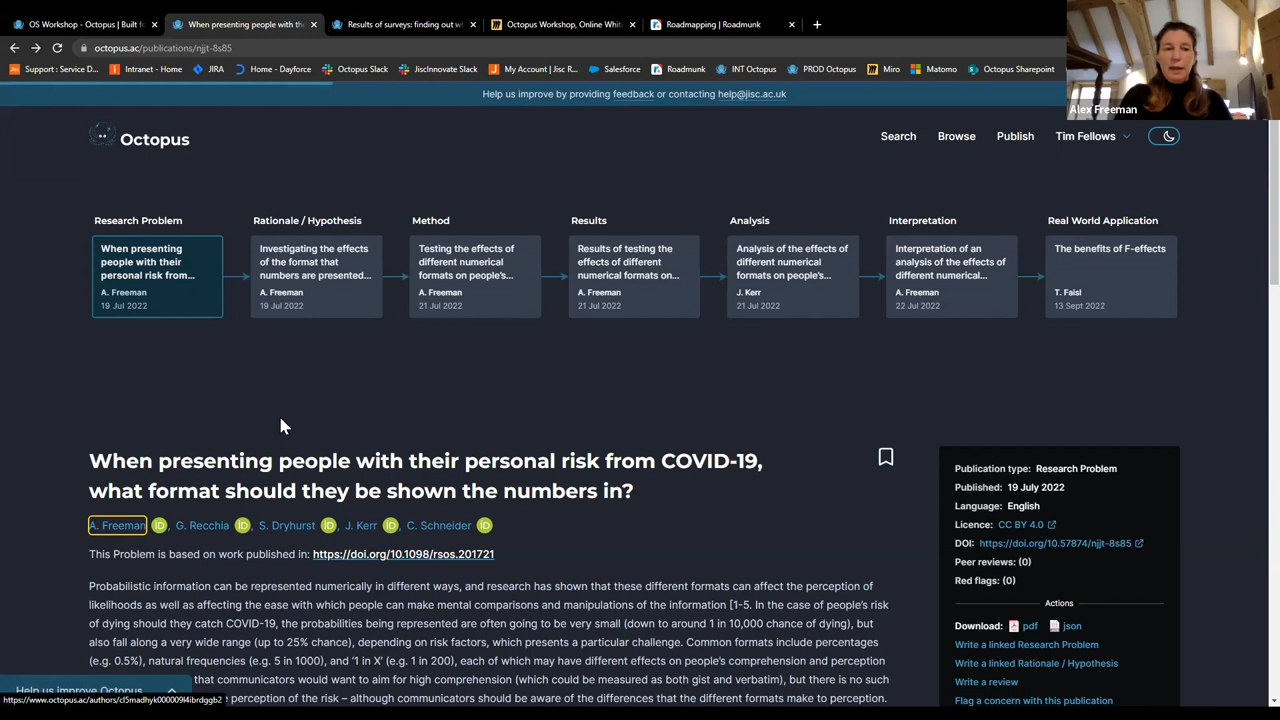 OS Workshop - Octopus | Built f
When presenting people with the
Results of surveys: finding out w
Octopus Workshop, Online White
Roadmapping | Roadmunk
octopus.ac/publications/njjt-8s85
Support : Service D...
Intranet - Home
JIRA
Home - Dayforce
Octopus Slack
JiscInnovate Slack
My Account | Jisc R...
Salesforce
Roadmunk
INT Octopus
PROD Octopus
Miro
Matomo
Octopus Sharepoint
Alex Freeman
Help us improve by providing feedback or contacting help@jisc.ac.uk
Octopus
Search
Browse
Publish
Tim Fellows
Research Problem
When presenting
people with their
personal risk from...
A. Freeman
19 Jul 2022
Rationale / Hypothesis
Investigating the effects
of the format that
numbers are presented...
A. Freeman
19 Jul 2022
Method
Testing the effects of
different numerical
formats on people's...
A. Freeman
21 Jul 2022
Results
Results of testing the
effects of different
numerical formats on...
A. Freeman
21 Jul 2022
Analysis
Analysis of the effects of
different numerical
formats on people's...
J. Kerr
21 Jul 2022
Interpretation
Interpretation of an
analysis of the effects of
different numerical...
A. Freeman
22 Jul 2022
Real World Application
The benefits of F-effects
T. Faisl
13 Sept 2022
When presenting people with their personal risk from COVID-19,
what format should they be shown the numbers in?
A. Freeman iD G. Recchia iD S. Dryhurst iD J. Kerr iD C. Schneider iD
This Problem is based on work published in: https://doi.org/10.1098/rsos.201721
Probabilistic information can be represented numerically in different ways, and research has shown that these different formats can affect the perception of
likelihoods as well as affecting the ease with which people can make mental comparisons and manipulations of the information [1-5. In the case of people's risk
of dying should they catch COVID-19, the probabilities being represented are often going to be very small (down to around 1 in 10,000 chance of dying), but
also fall along a very wide range (up to 25% chance), depending on risk factors, which presents a particular challenge. Common formats include percentages
(e.g. 0.5%), natural frequencies (e.g. 5 in 1000), and '1 in X' (e.g. 1 in 200), each of which may have different effects on people's comprehension and perception
that communicators would want to aim for high comprehension (which could be measured as both gist and verbatim), but there is no such
perception of the risk – although communicators should be aware of the differences that the different formats make to perception.
Help us improve Octopus
https://www.octopus.ac/authors/cl5madhyk000009l4ibrdggb2
Publication type: Research Problem
Published: 19 July 2022
Language: English
Licence: CC BY 4.0
DOI: https://doi.org/10.57874/njjt-8s85
Peer reviews: (0)
Red flags: (0)
Actions
Download: pdf json
Write a linked Research Problem
Write a linked Rationale / Hypothesis
Write a review
Flag a concern with this publication